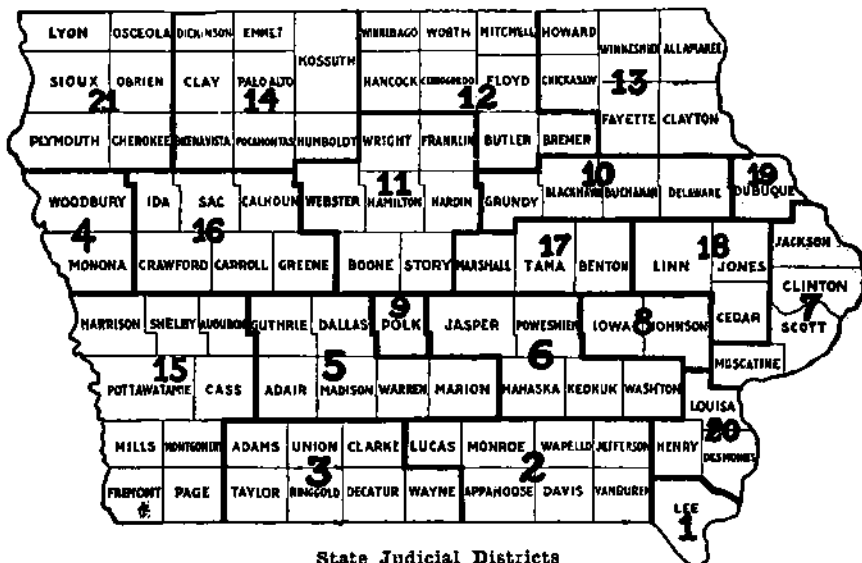 LYON OSCEOLA DICKINSON EMMET WINNEBAGO WORTH MITCHELL HOWARD
KOSSUTH WINNESHIEK ALLAMAKEE
SIOUX OBRIEN CLAY PALO ALTO HANCOCK CERROGORDO FLOYD CHICKASAW
21 14 12 13
FAYETTE CLAYTON
PLYMOUTH CHEROKEE BUENAVISTA POCAHONTAS HUMBOLDT WRIGHT FRANKLIN BUTLER BREMER
10 19
WOODBURY IDA SAC CALHOUN WEBSTER 11 HAMILTON HARDIN GRUNDY BLACKHAWK BUCHANAN DELAWARE DUBUQUE
4 16 17 18
MONONA CRAWFORD CARROLL GREENE BOONE STORY MARSHALL TAMA BENTON LINN JONES JACKSON
CLINTON
9 7
HARRISON SHELBY AUDUBON GUTHRIE DALLAS POLK JASPER POWESHIEK IOWA 8 JOHNSON CEDAR SCOTT
15 5 6 MUSCATINE
POTTAWATAMIE CASS ADAIR MADISON WARREN MARION MAHASKA KEOKUK WASH'TON
LOUISA
MILLS MONTGOMERY ADAMS UNION CLARKE LUCAS MONROE WAPELLO JEFFERSON HENRY 20 DESMOINES
3 2
FREMONT PAGE TAYLOR RINGGOLD DECATUR WAYNE APPANOOSE DAVIS VANBUREN
LEE
1
State Judicial Districts